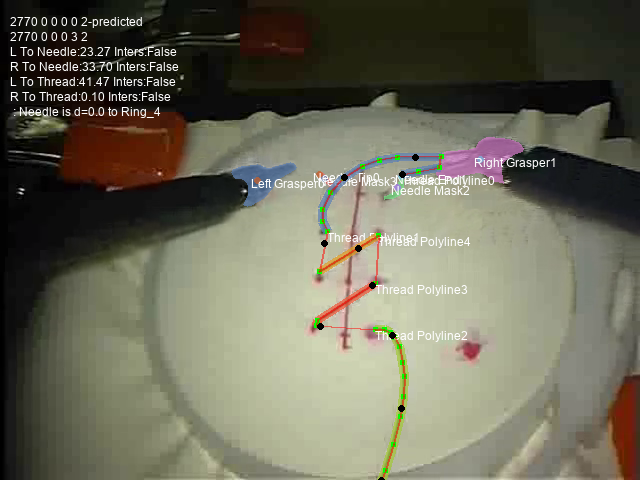 2770 0 0 0 0 2-predicted
2770 0 0 0 3 2
L To Needle:23.27 Inters:False
R To Needle:33.70 Inters:False
L To Thread:41.47 Inters:False
R To Thread:0.10 Inters:False
: Needle is d=0.0 to Ring_4
Right Grasper1
Left Grasper
Thread Polyline0
Needle Mask2
Thread Polyline4
Thread Polyline3
Thread Polyline2